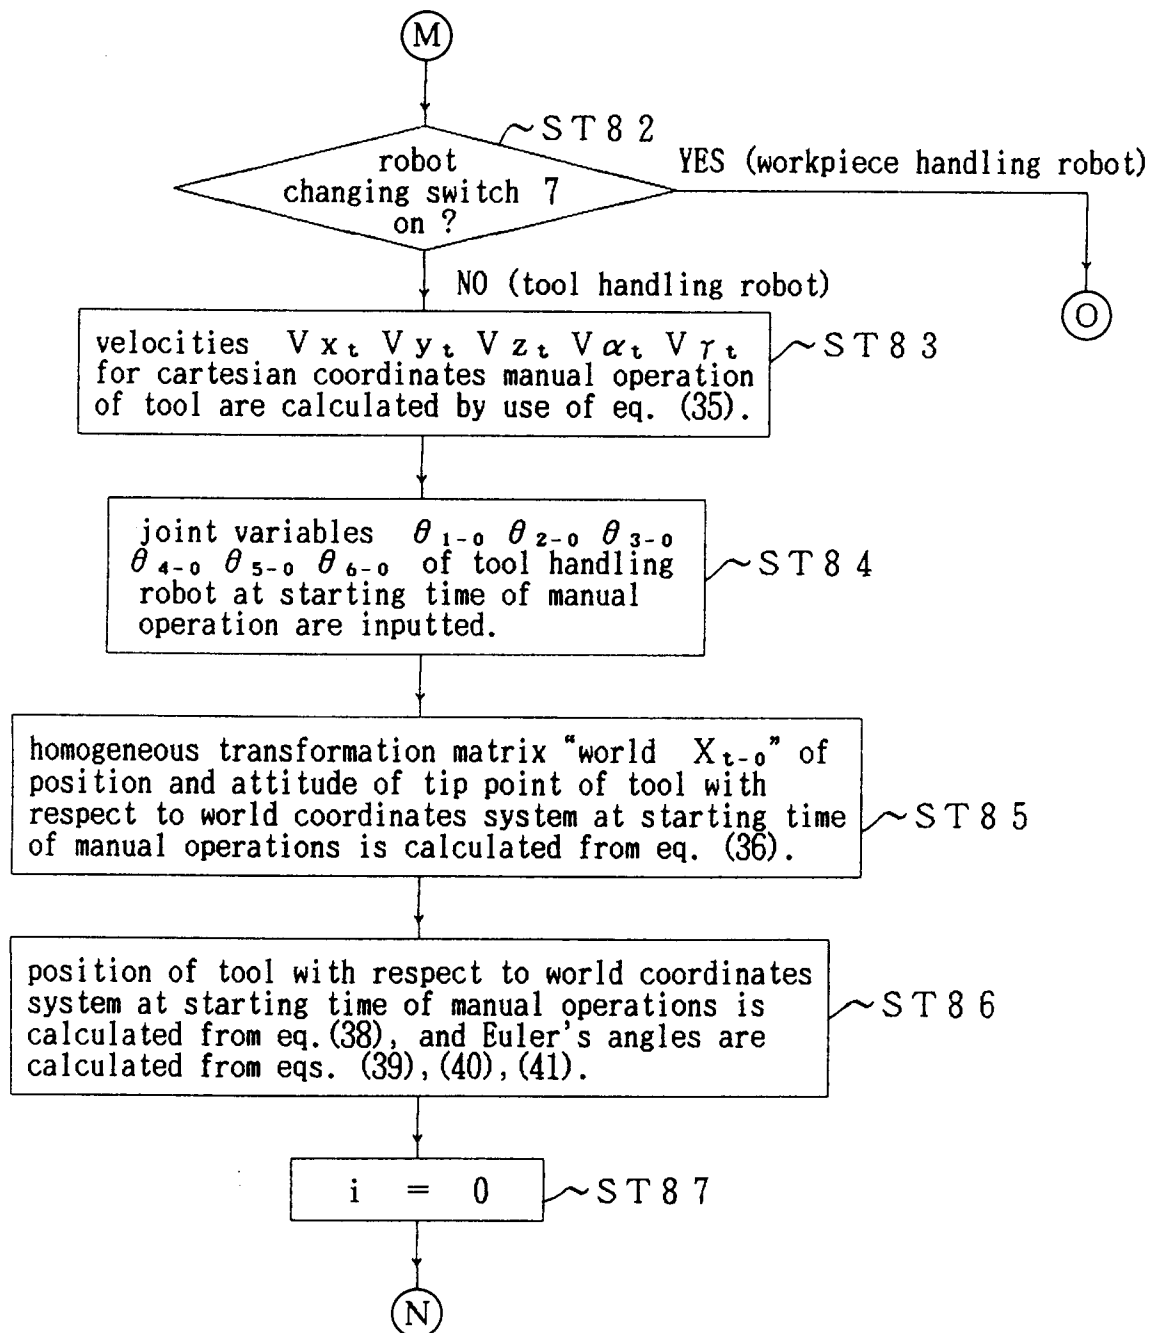 M
ST82
robot
changing switch 7
on ?
YES (workpiece handling robot)
O
NO (tool handling robot)
velocities Vxt Vyt Vzt Vαt Vγt
for cartesian coordinates manual operation
of tool are calculated by use of eq. (35).
ST83
joint variables θ1-0 θ2-0 θ3-0
θ4-0 θ5-0 θ6-0 of tool handling
robot at starting time of manual
operation are inputted.
ST84
homogeneous transformation matrix “world Xt-0” of
position and attitude of tip point of tool with
respect to world coordinates system at starting time
of manual operations is calculated from eq. (36).
ST85
position of tool with respect to world coordinates
system at starting time of manual operations is
calculated from eq.(38), and Euler's angles are
calculated from eqs. (39),(40),(41).
ST86
i = 0
ST87
N